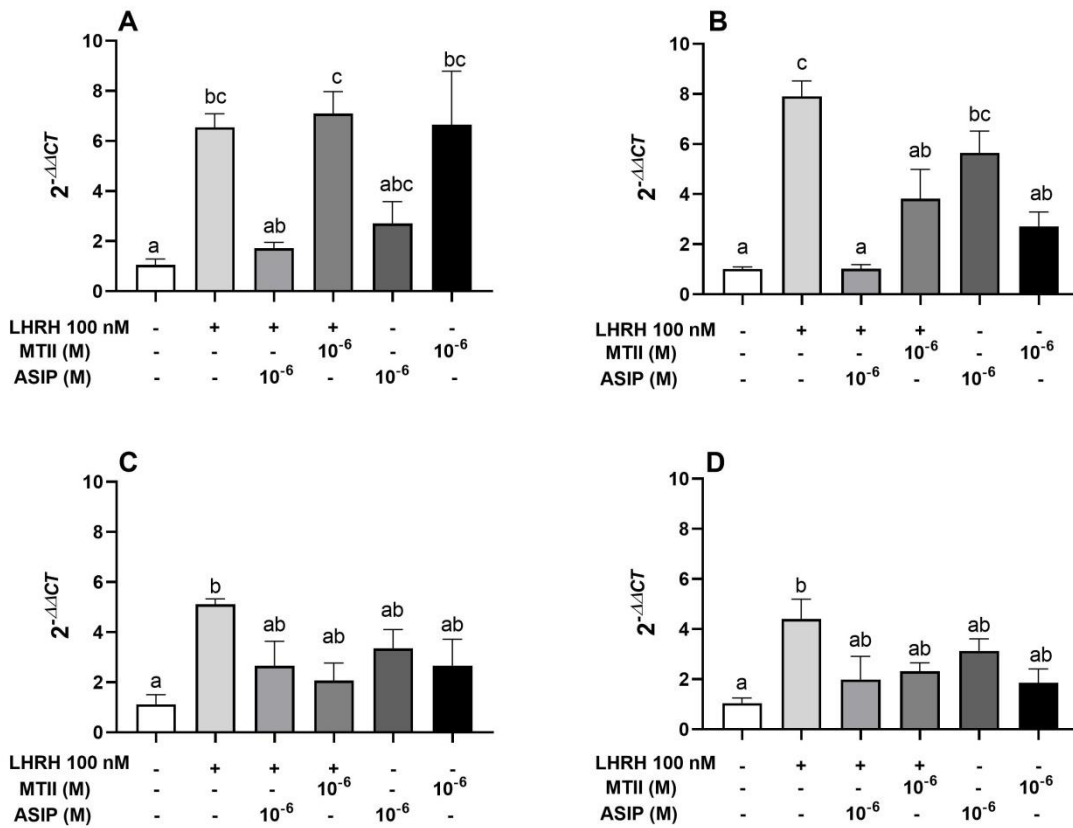 A
10
8
6
4
2
0
2^-ΔΔCT
a
bc
ab
c
abc
bc
LHRH 100 nM - + + + - -
MTII (M) - - - 10^-6 - 10^-6
ASIP (M) - - 10^-6 - 10^-6 -
B
10
8
6
4
2
0
2^-ΔΔCT
a
c
a
ab
bc
ab
LHRH 100 nM - + + + - -
MTII (M) - - - 10^-6 - 10^-6
ASIP (M) - - 10^-6 - 10^-6 -
C
10
8
6
4
2
0
2^-ΔΔCT
a
b
ab
ab
ab
ab
LHRH 100 nM - + + + - -
MTII (M) - - - 10^-6 - 10^-6
ASIP (M) - - 10^-6 - 10^-6 -
D
10
8
6
4
2
0
2^-ΔΔCT
a
b
ab
ab
ab
ab
LHRH 100 nM - + + + - -
MTII (M) - - - 10^-6 - 10^-6
ASIP (M) - - 10^-6 - 10^-6 -